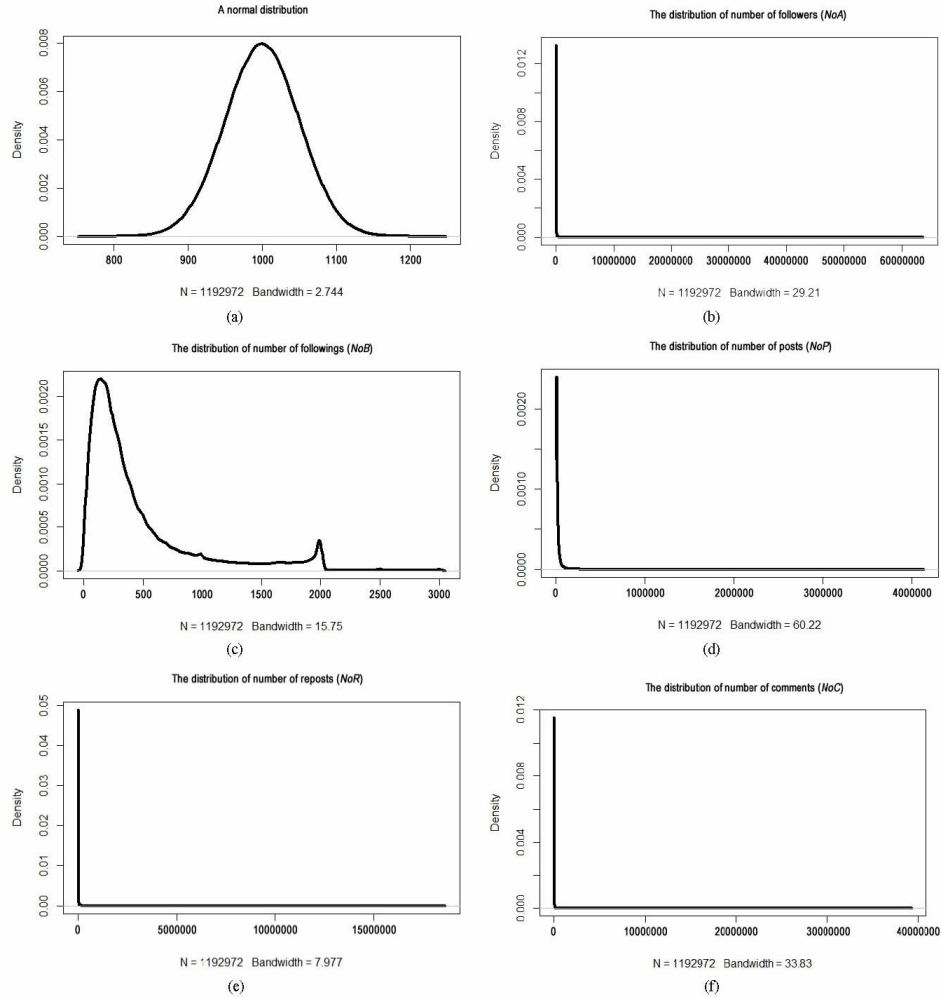 A normal distribution
Density
0.000 0.002 0.004 0.006 0.008
800 900 1000 1100 1200
N = 1192972 Bandwidth = 2.744
(a)
The distribution of number of followers (NoA)
Density
0.000 0.004 0.008 0.012
0 10000000 20000000 30000000 40000000 50000000 60000000
N = 1192972 Bandwidth = 29.21
(b)
The distribution of number of followings (NoB)
Density
0.0000 0.0005 0.0010 0.0015 0.0020
0 500 1000 1500 2000 2500 3000
N = 1192972 Bandwidth = 15.75
(c)
The distribution of number of posts (NoP)
Density
0.0000 0.0010 0.0020
0 1000000 2000000 3000000 4000000
N = 1192972 Bandwidth = 60.22
(d)
The distribution of number of reposts (NoR)
Density
0.00 0.01 0.02 0.03 0.04 0.05
0 5000000 10000000 15000000
N = 1192972 Bandwidth = 7.977
(e)
The distribution of number of comments (NoC)
Density
0.000 0.004 0.008 0.012
0 10000000 20000000 30000000 40000000
N = 1192972 Bandwidth = 33.83
(f)